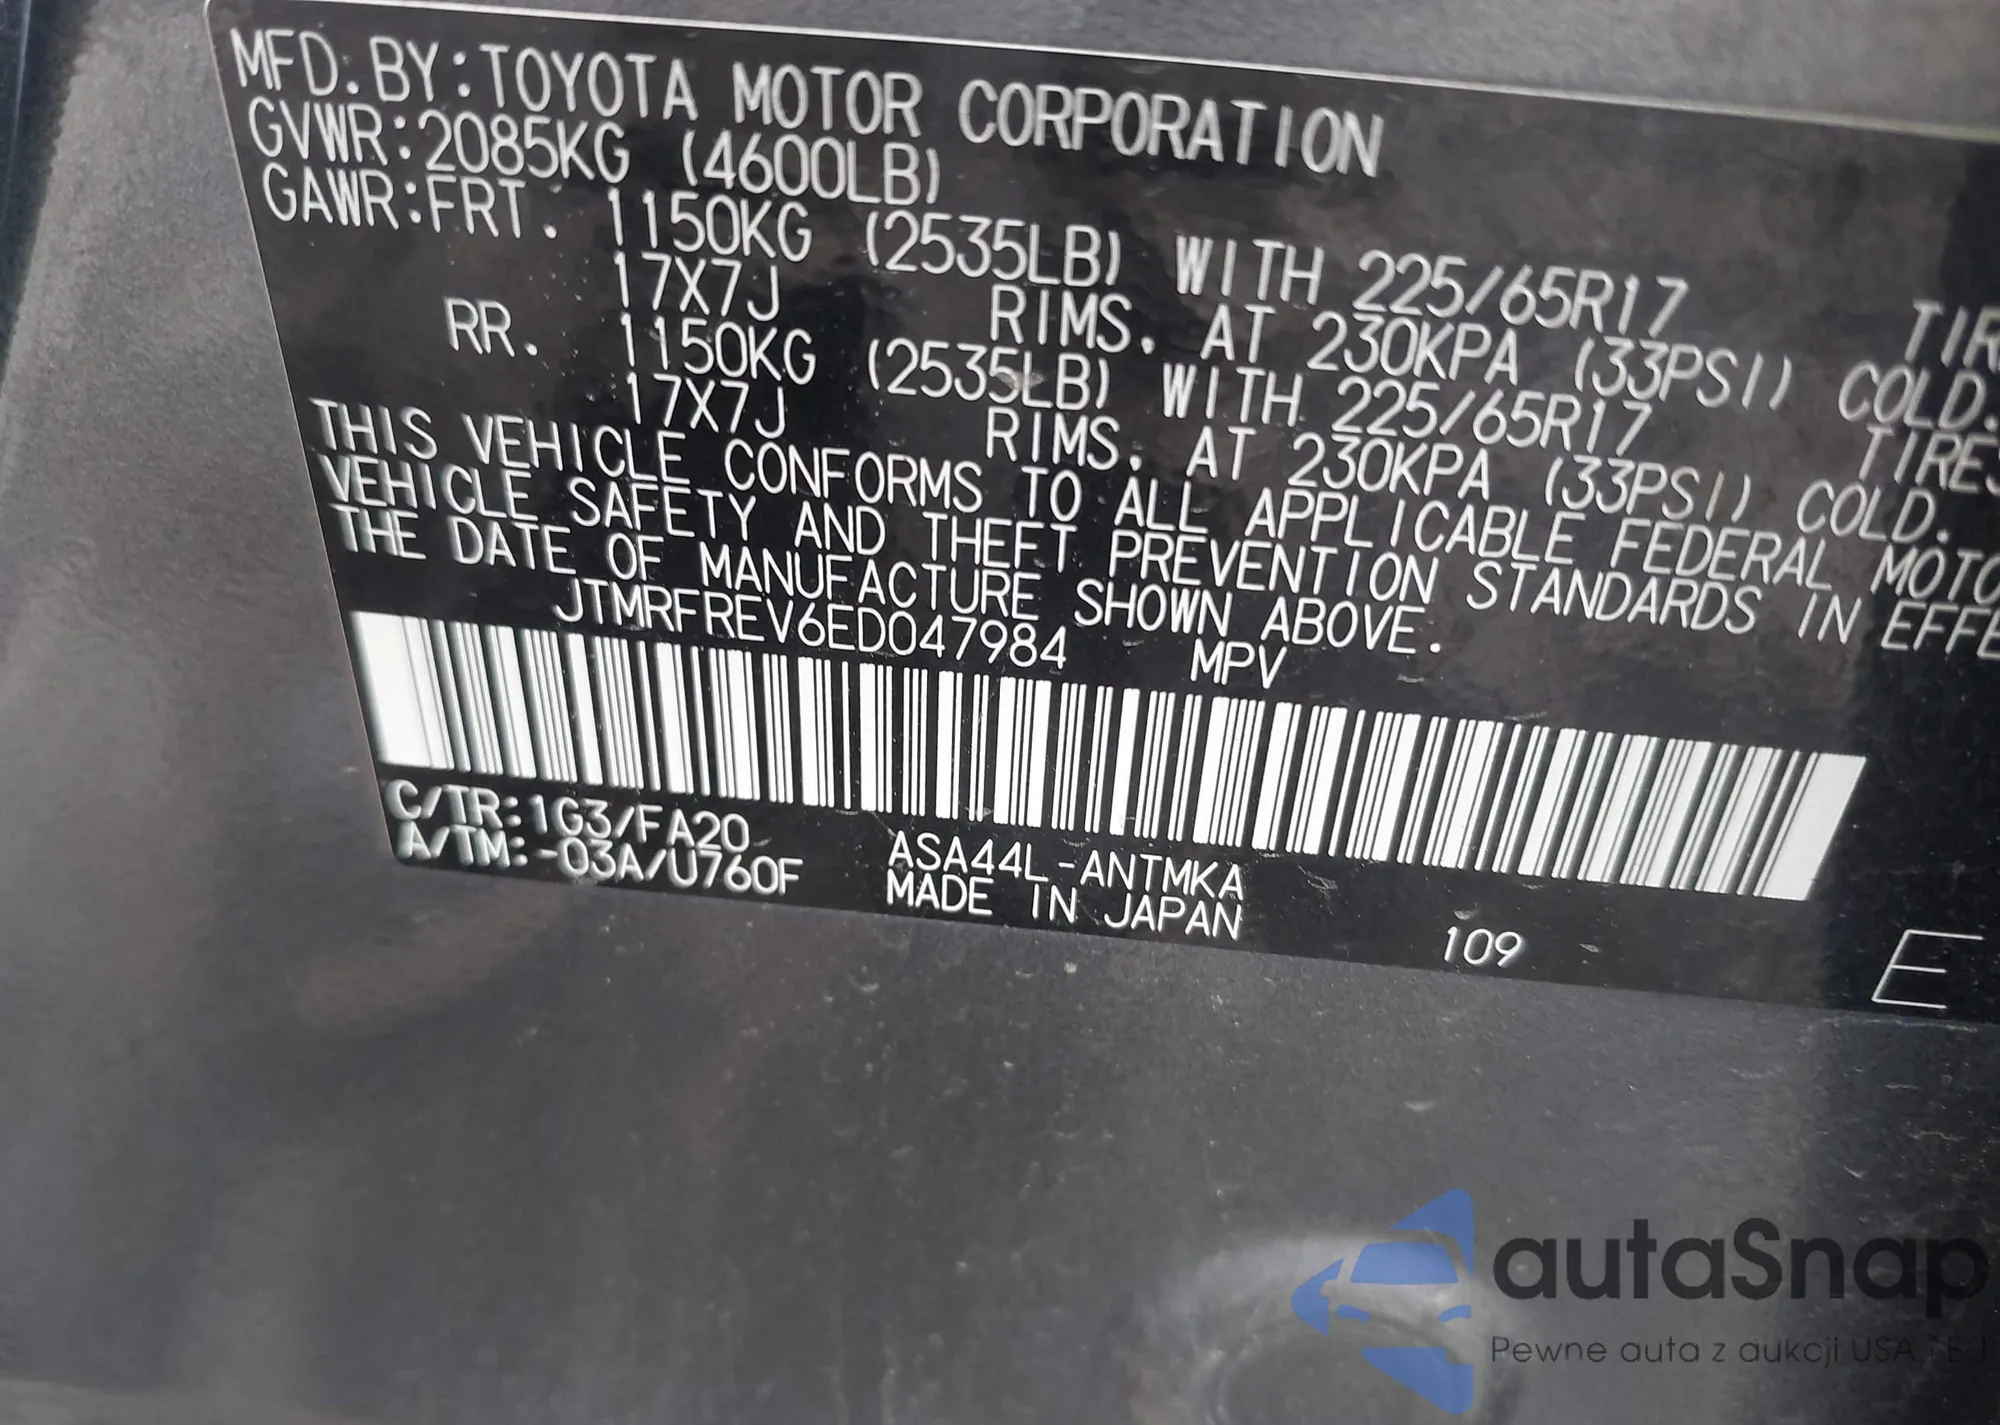 MFD.BY:TOYOTA MOTOR CORPORATION
GVWR:2085KG (4600LB)
GAWR:FRT. 1150KG (2535LB) WITH 225/65R17
17X7J RIMS, AT 230KPA (33PSI) COLD.
RR. 1150KG (2535LB) WITH 225/65R17 TIRES
17X7J RIMS, AT 230KPA (33PSI) COLD.
THIS VEHICLE CONFORMS TO ALL APPLICABLE FEDERAL
VEHICLE SAFETY AND THEFT PREVENTION STANDARDS IN
THE DATE OF MANUFACTURE SHOWN ABOVE.
JTMRFREV6ED047984 MPV
C/TR:1G3/FA20 ASA44L-ANTMKA
A/TM:-03A/U760F MADE IN JAPAN
109
E
autaSnap
Pewne auta z aukcji USA